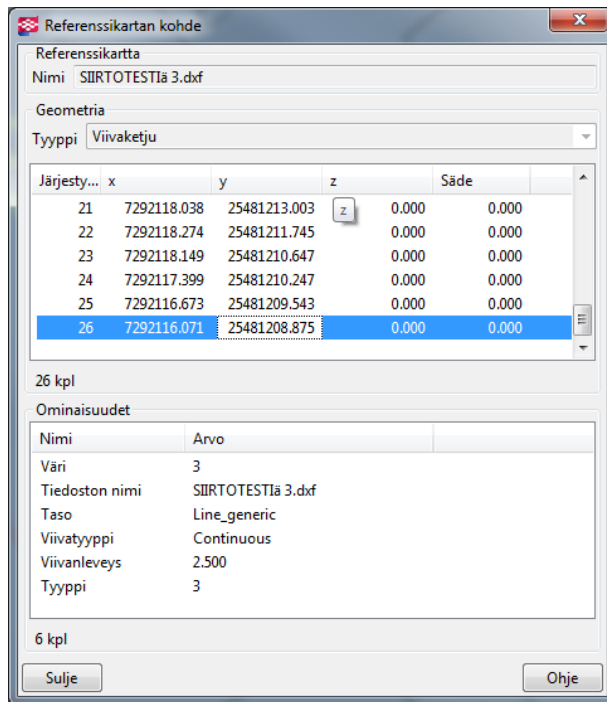 Referenssikartan kohde
Referenssikartta
Nimi SIIRTOTESTIä 3.dxf
Geometria
Tyyppi Viivaketju
Järjesty... x y z Säde
21 7292118.038 25481213.003 z 0.000 0.000
22 7292118.274 25481211.745 0.000 0.000
23 7292118.149 25481210.647 0.000 0.000
24 7292117.399 25481210.247 0.000 0.000
25 7292116.673 25481209.543 0.000 0.000
26 7292116.071 25481208.875 0.000 0.000
26 kpl
Ominaisuudet
Nimi Arvo
Väri 3
Tiedoston nimi SIIRTOTESTIä 3.dxf
Taso Line_generic
Viivatyyppi Continuous
Viivanleveys 2.500
Tyyppi 3
6 kpl
Sulje Ohje